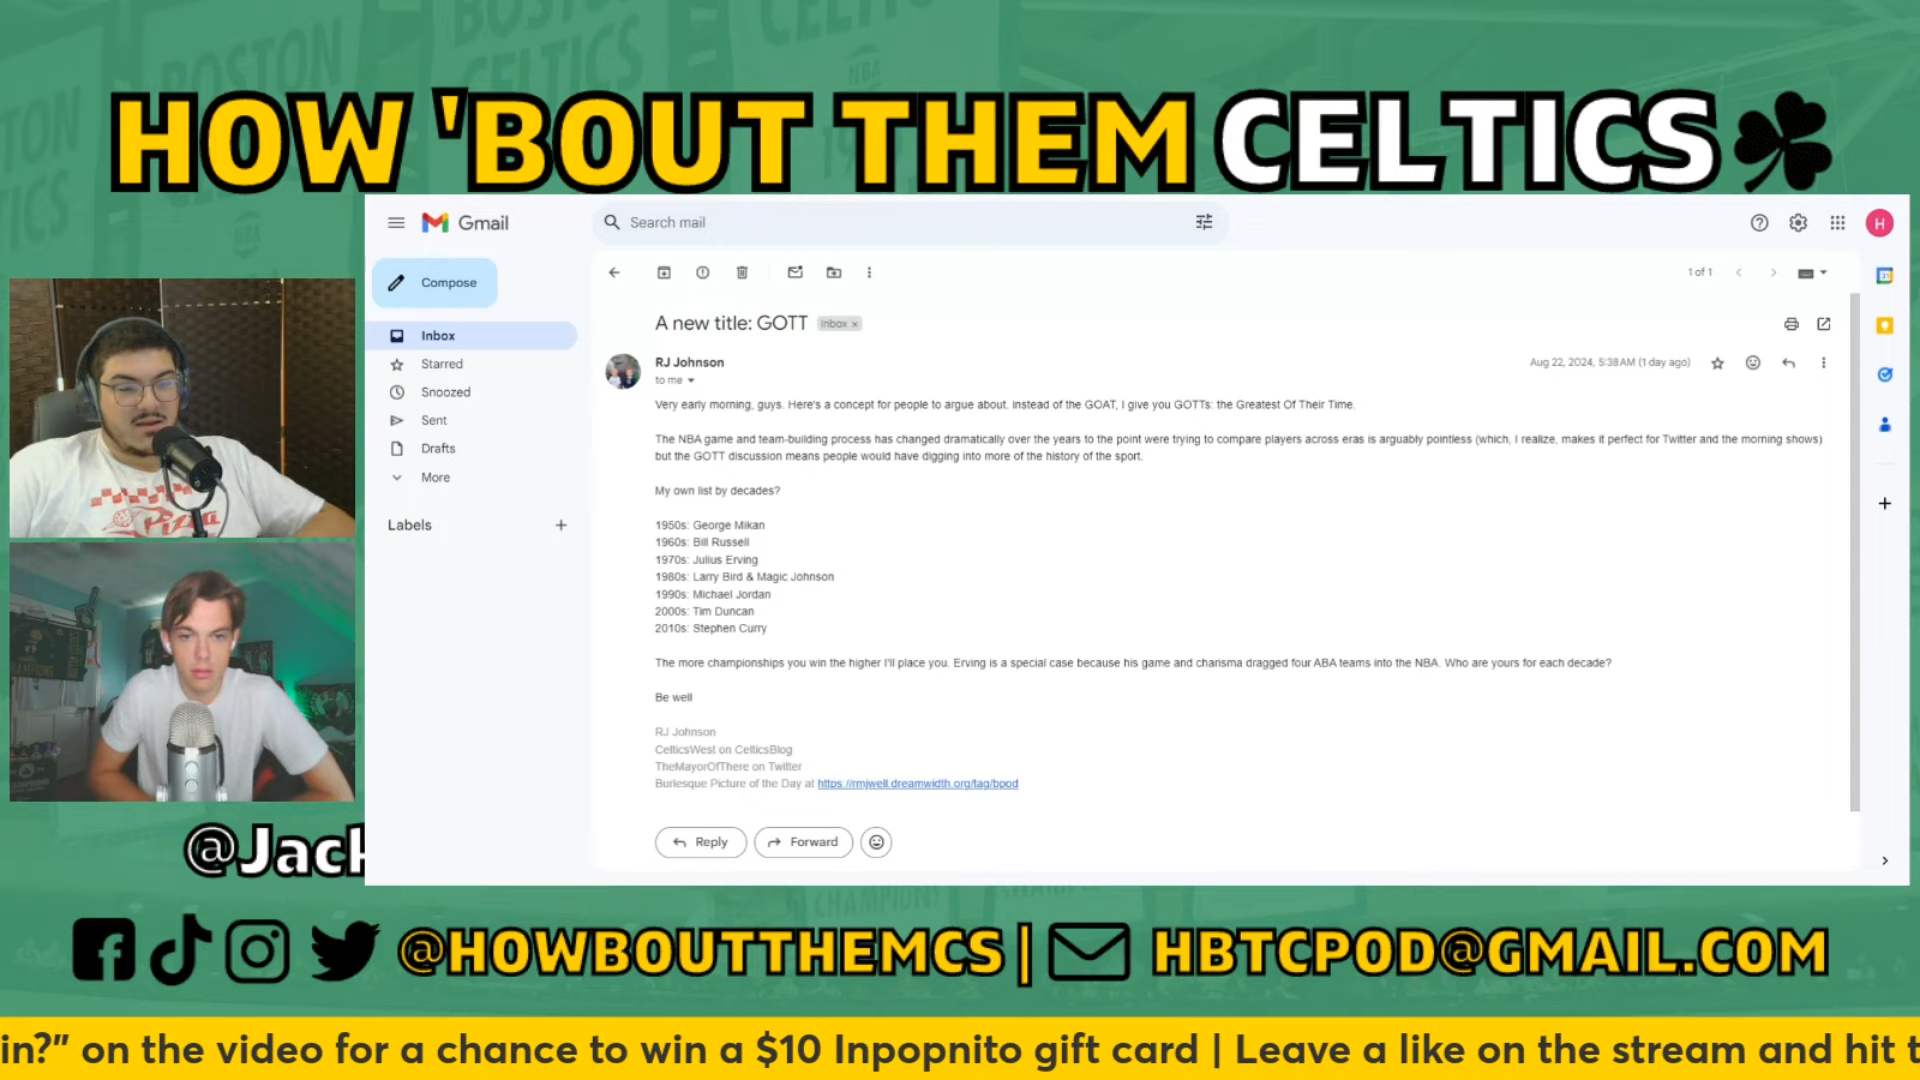 HOW 'BOUT THEM CELTICS
Gmail
Search mail
H
Compose
1 of 1
Inbox
Starred
Snoozed
Sent
Drafts
More
Labels
A new title: GOTT Inbox x
RJ Johnson
Aug 22, 2024, 5:38 AM (1 day ago)
to me
Very early morning, guys. Here's a concept for people to argue about. Instead of the GOAT, I give you GOTTs: the Greatest Of Their Time.
The NBA game and team-building process has changed dramatically over the years to the point were trying to compare players across eras is arguably pointless (which, I realize, makes it perfect for Twitter and the morning shows)
but the GOTT discussion means people would have digging into more of the history of the sport.
My own list by decades?
1950s: George Mikan
1960s: Bill Russell
1970s: Julius Erving
1980s: Larry Bird & Magic Johnson
1990s: Michael Jordan
2000s: Tim Duncan
2010s: Stephen Curry
The more championships you win the higher I'll place you. Erving is a special case because his game and charisma dragged four ABA teams into the NBA. Who are yours for each decade?
Be well
RJ Johnson
CelticsWest on CelticsBlog
TheMayorOfThere on Twitter
Burlesque Picture of the Day at https://rmjwell.dreamwidth.org/tag/bpod
Reply
Forward
@Jack
@HOWBOUTTHEMCS | HBTCPOD@GMAIL.COM
in?” on the video for a chance to win a $10 Inpopnito gift card | Leave a like on the stream and hit t